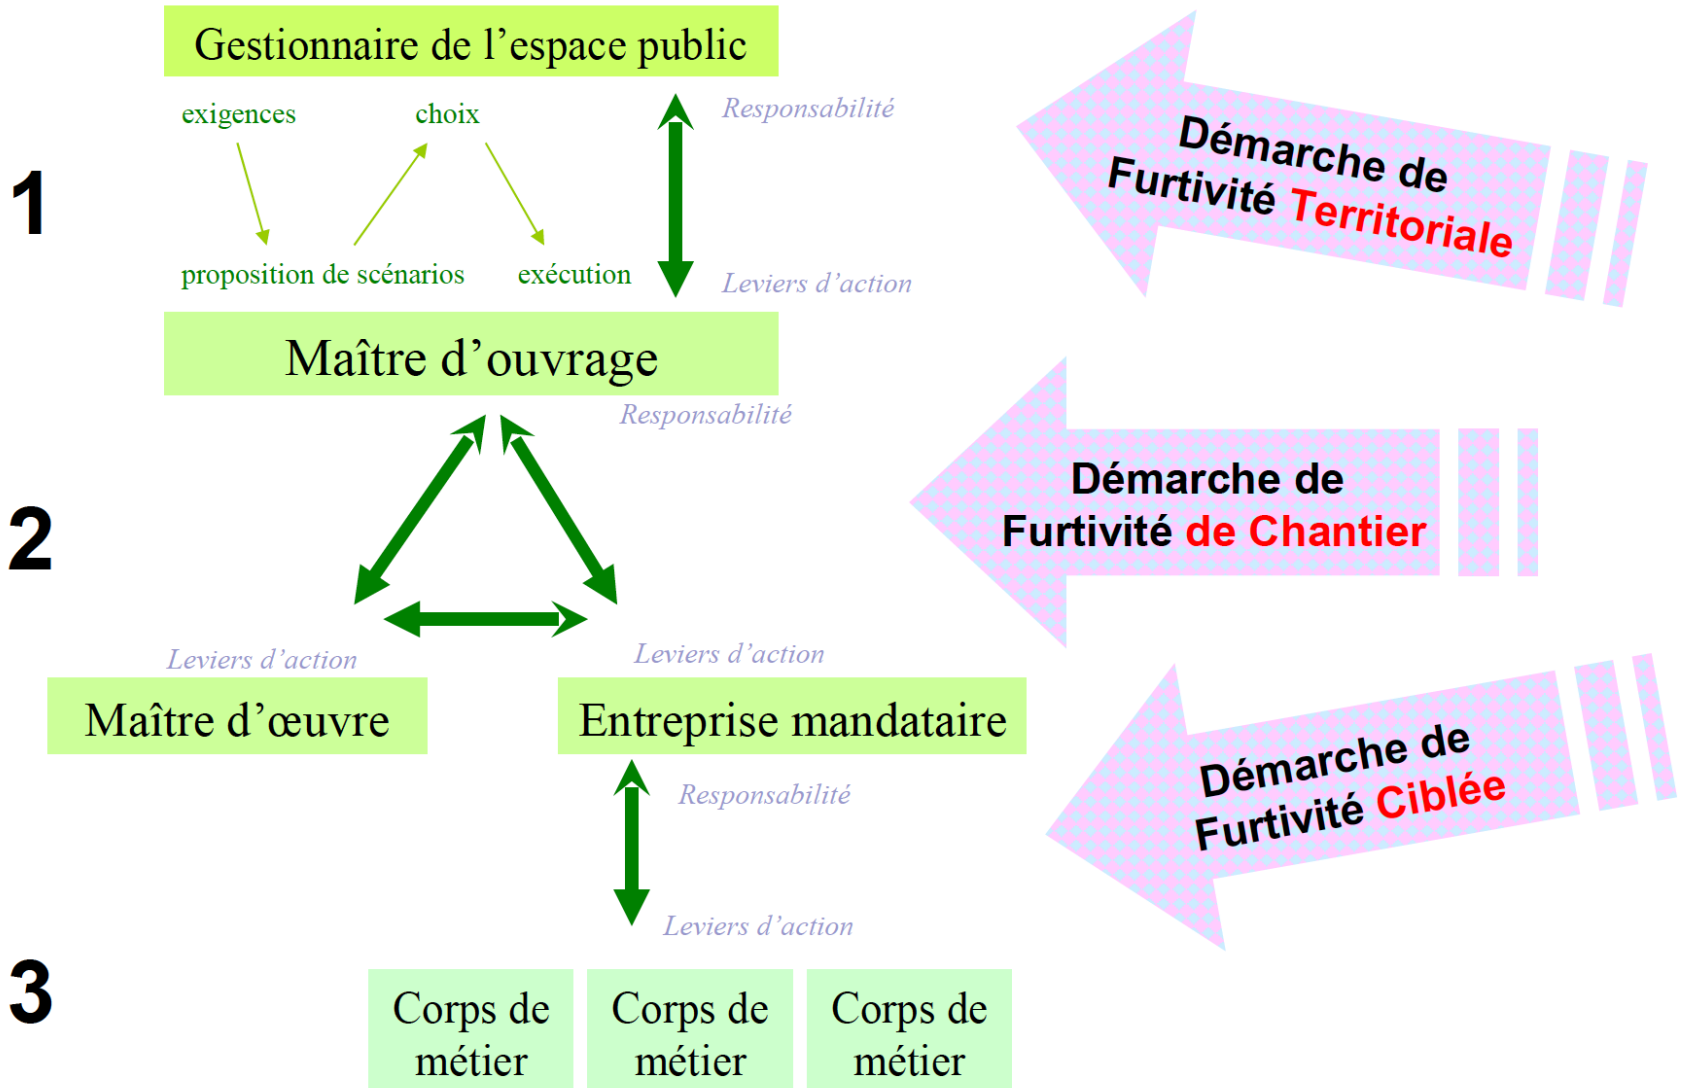 Gestionnaire de l’espace public
exigences
choix
Responsabilité
1
proposition de scénarios
exécution
Leviers d’action
Démarche de
Furtivité Territoriale
Maître d’ouvrage
Responsabilité
2
Démarche de
Furtivité de Chantier
Leviers d’action
Leviers d’action
Maître d’œuvre
Entreprise mandataire
Responsabilité
Démarche de
Furtivité Ciblée
Leviers d’action
3
Corps de
métier
Corps de
métier
Corps de
métier